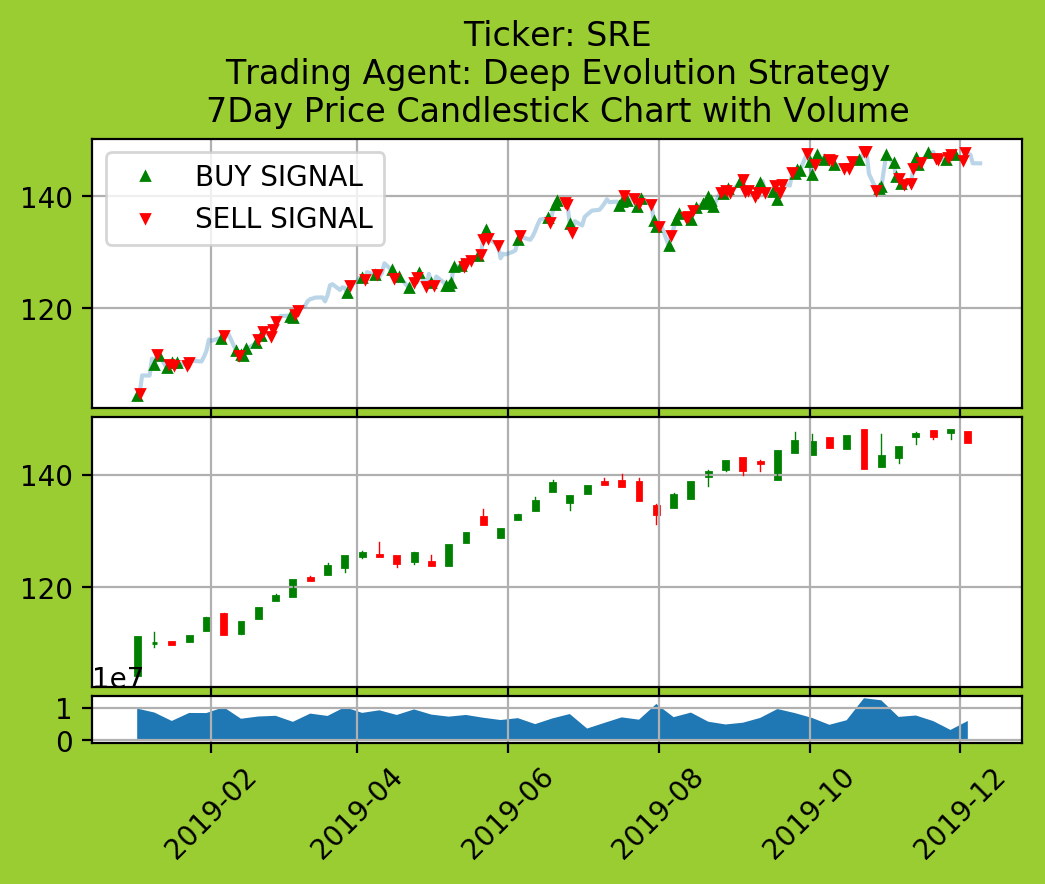 Ticker: SRE
Trading Agent: Deep Evolution Strategy
7Day Price Candlestick Chart with Volume
BUY SIGNAL
SELL SIGNAL
140
120
140
120
1e7
1
0
2019-02
2019-04
2019-06
2019-08
2019-10
2019-12